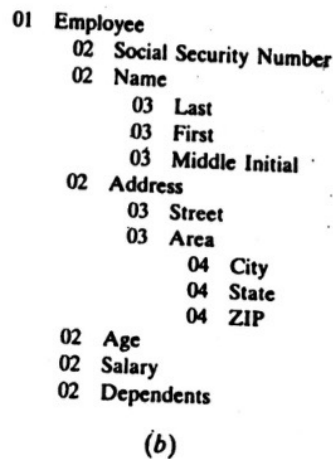 01 Employee
02 Social Security Number
02 Name
03 Last
03 First
03 Middle Initial
02 Address
03 Street
03 Area
04 City
04 State
04 ZIP
02 Age
02 Salary
02 Dependents
(b)